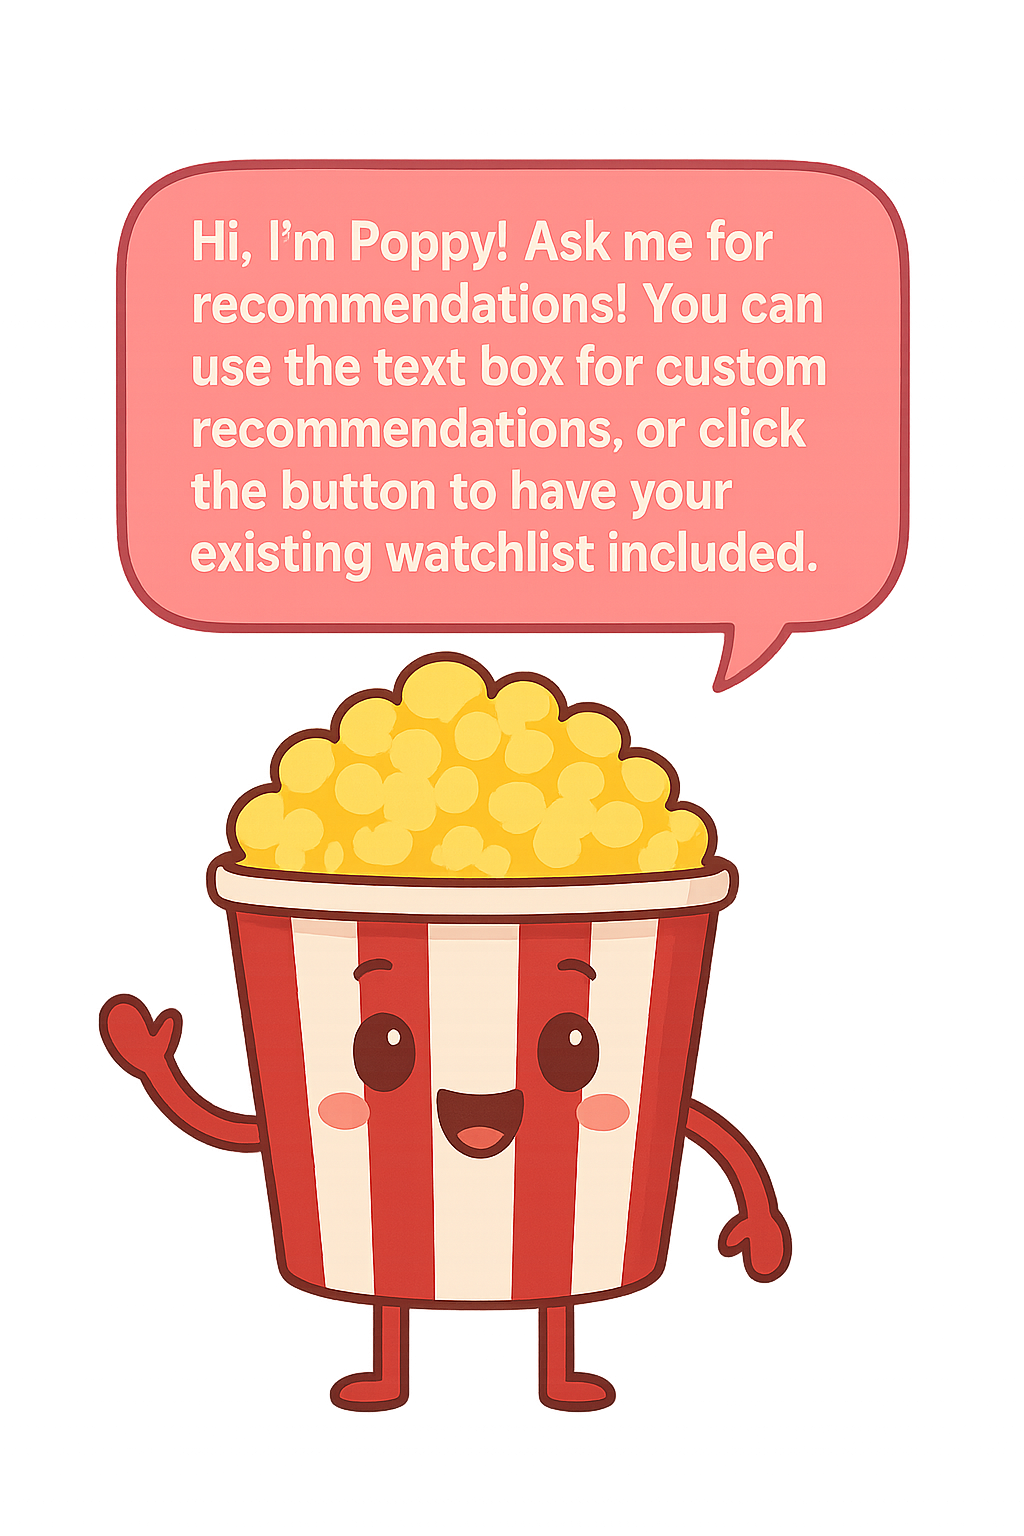 Hi, I'm Poppy! Ask me for
recommendations! You can
use the text box for custom
recommendations, or click
the button to have your
existing watchlist included.